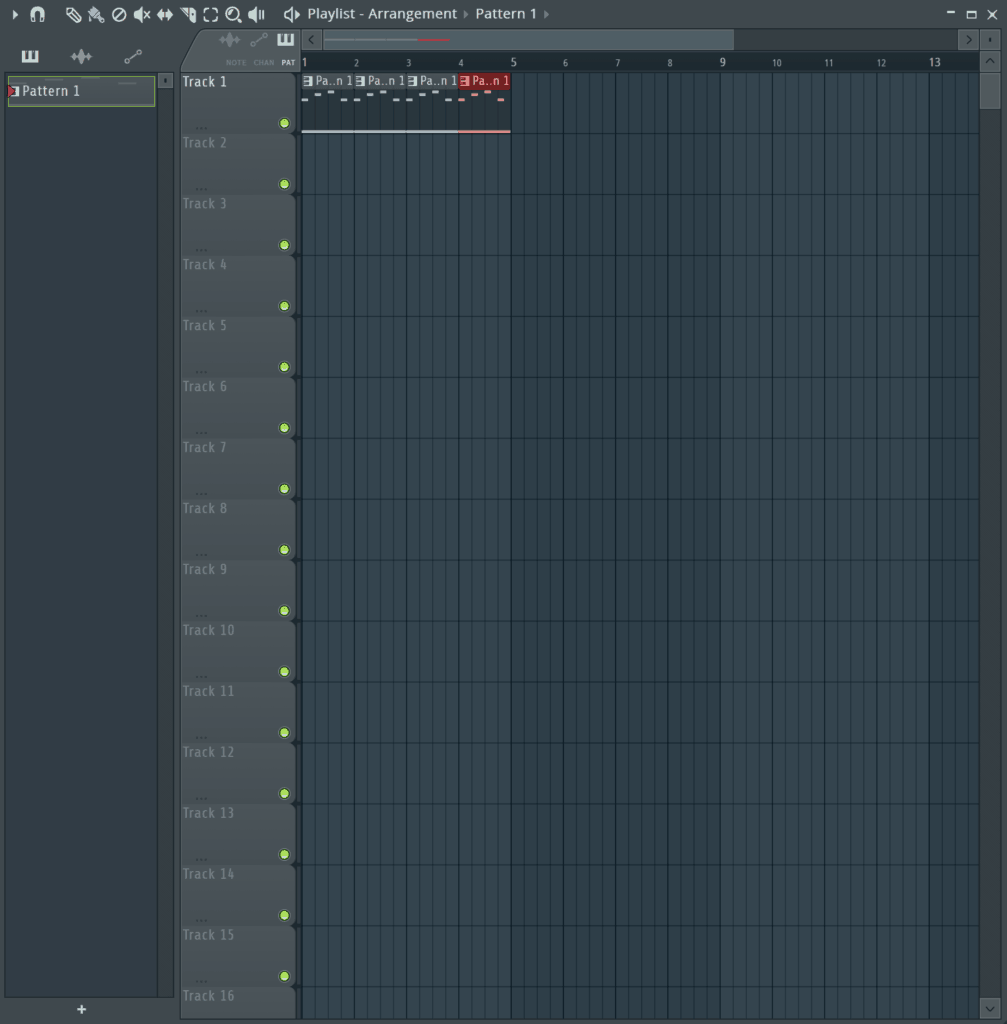 Playlist - Arrangement Pattern 1
NOTE CHAN PAT
1 2 3 4 5 6 7 8 9 10 11 12 13
Pattern 1
Track 1 Pa..n 1 Pa..n 1 Pa..n 1 Pa..n 1
...
Track 2
...
Track 3
...
Track 4
...
Track 5
...
Track 6
...
Track 7
...
Track 8
...
Track 9
...
Track 10
...
Track 11
...
Track 12
...
Track 13
...
Track 14
...
Track 15
...
Track 16
+